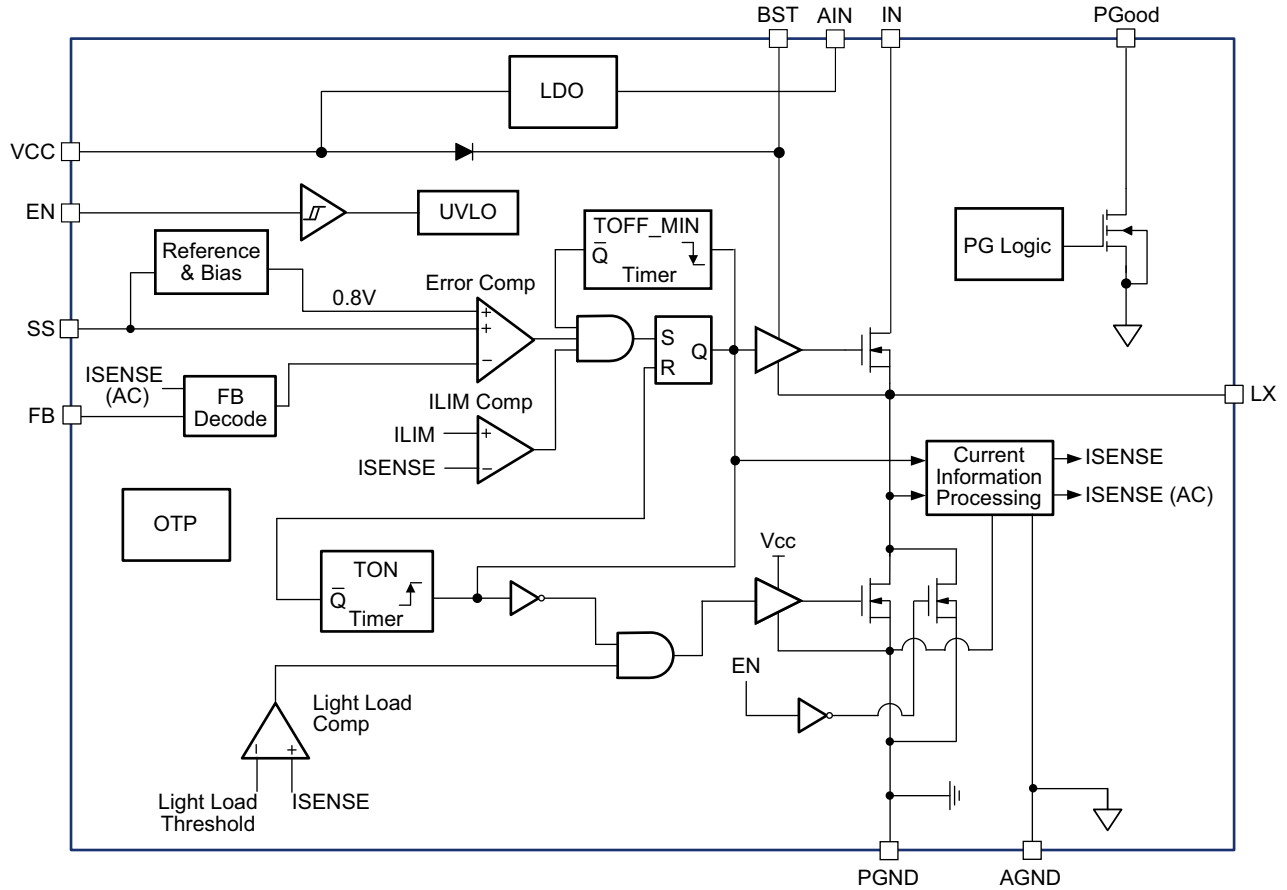 BST
AIN
IN
PGood
LDO
VCC
EN
UVLO
TOFF_MIN
Q̅
Timer
PG Logic
Reference
& Bias
Error Comp
0.8V
+
+
−
SS
S
R
Q
ISENSE
(AC)
FB
Decode
FB
LX
ILIM Comp
ILIM
+
ISENSE
−
Current
Information
Processing
ISENSE
ISENSE (AC)
OTP
Vcc
TON
Q̅
Timer
EN
Light Load
Comp
−
+
Light Load
Threshold
ISENSE
PGND
AGND